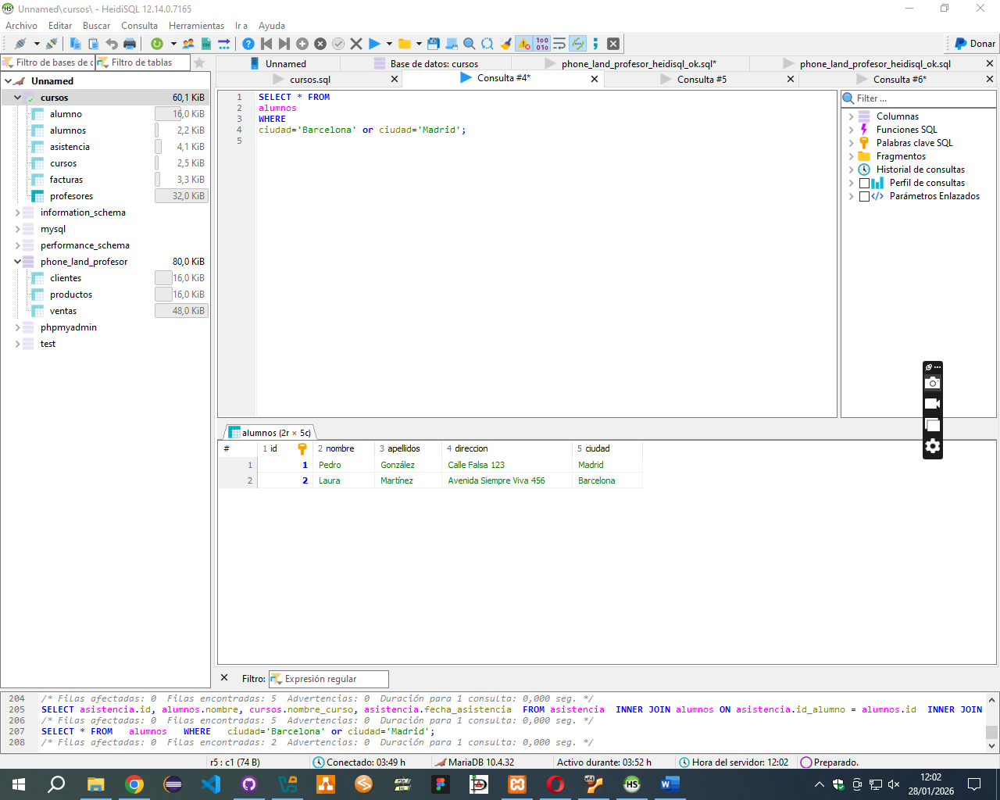 Unnamed\cursos\ - HeidiSQL 12.14.0.7165
Archivo Editar Buscar Consulta Herramientas Ir a Ayuda
Donar
Filtro de bases de c Filtro de tablas
Unnamed Base de datos: cursos phone_land_profesor_heidisql_ok.sql* phone_land_profesor_heidisql_ok.sql
cursos.sql Consulta #4* Consulta #5 Consulta #6*
Unnamed
cursos 60,1 KiB
alumno 16,0 KiB
alumnos 2,2 KiB
asistencia 4,1 KiB
cursos 2,5 KiB
facturas 3,3 KiB
profesores 32,0 KiB
information_schema
mysql
performance_schema
phone_land_profesor 80,0 KiB
clientes 16,0 KiB
productos 16,0 KiB
ventas 48,0 KiB
phpmyadmin
test
1 SELECT * FROM
2 alumnos
3 WHERE
4 ciudad='Barcelona' or ciudad='Madrid';
5
Filter ...
Columnas
Funciones SQL
Palabras clave SQL
Fragmentos
Historial de consultas
Perfil de consultas
Parámetros Enlazados
alumnos (2r × 5c)
# 1 id 2 nombre 3 apellidos 4 direccion 5 ciudad
1 1 Pedro González Calle Falsa 123 Madrid
2 2 Laura Martínez Avenida Siempre Viva 456 Barcelona
Filtro: Expresión regular
204 /* Filas afectadas: 0 Filas encontradas: 5 Advertencias: 0 Duración para 1 consulta: 0,000 seg. */
205 SELECT asistencia.id, alumnos.nombre, cursos.nombre_curso, asistencia.fecha_asistencia FROM asistencia INNER JOIN alumnos ON asistencia.id_alumno = alumnos.id INNER JOIN
206 /* Filas afectadas: 0 Filas encontradas: 5 Advertencias: 0 Duración para 1 consulta: 0,000 seg. */
207 SELECT * FROM alumnos WHERE ciudad='Barcelona' or ciudad='Madrid';
208 /* Filas afectadas: 0 Filas encontradas: 2 Advertencias: 0 Duración para 1 consulta: 0,000 seg. */
r5 : c1 (74 B) Conectado: 03:49 h MariaDB 10.4.32 Activo durante: 03:52 h Hora del servidor: 12:02 Preparado.
12:02
28/01/2026